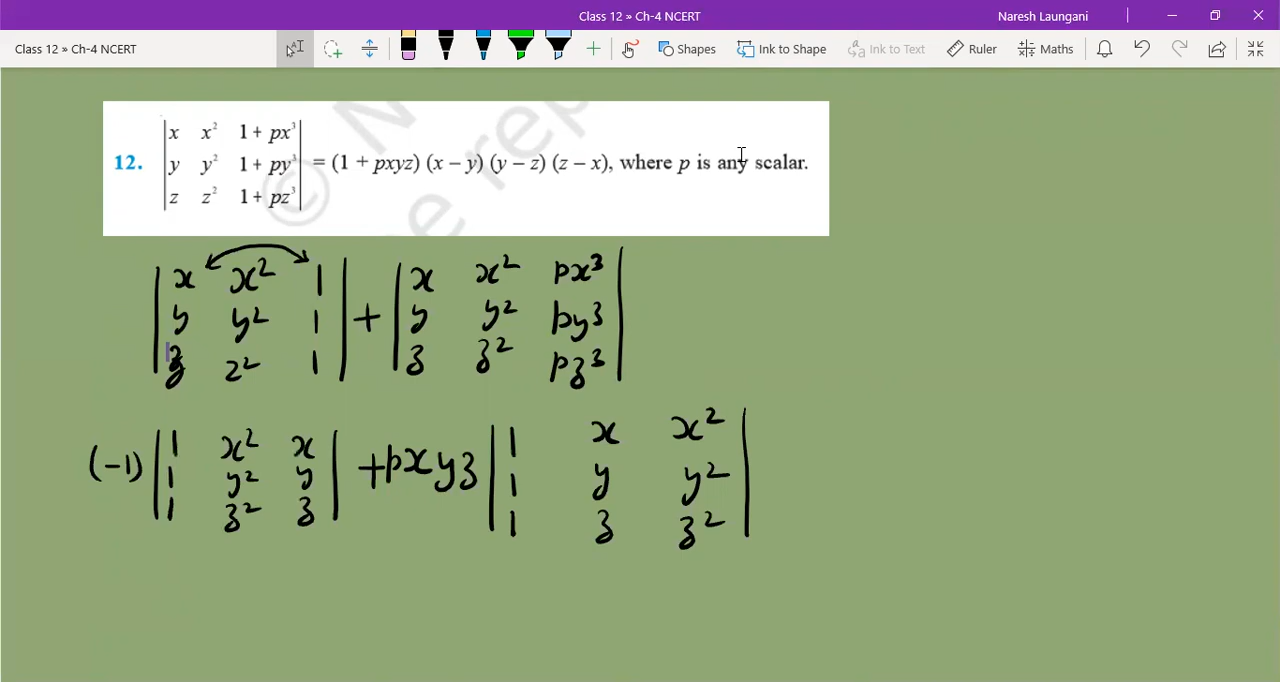 Class 12 » Ch-4 NCERT
Naresh Laungani
Class 12 » Ch-4 NCERT
Shapes
Ink to Shape
Ink to Text
Ruler
Maths
© N
e rep
12. |x x² 1 + px³|
|y y² 1 + py³| = (1 + pxyz) (x – y) (y – z) (z – x), where p is any scalar.
|z z² 1 + pz³|
|x x² 1| + |x x² px³|
|y y² 1| |y y² py³|
|z z² 1| |z z² pz³|
(-1) |1 x² x| + pxyz |1 x x²|
|1 y² y| |1 y y²|
|1 z² z| |1 z z²|